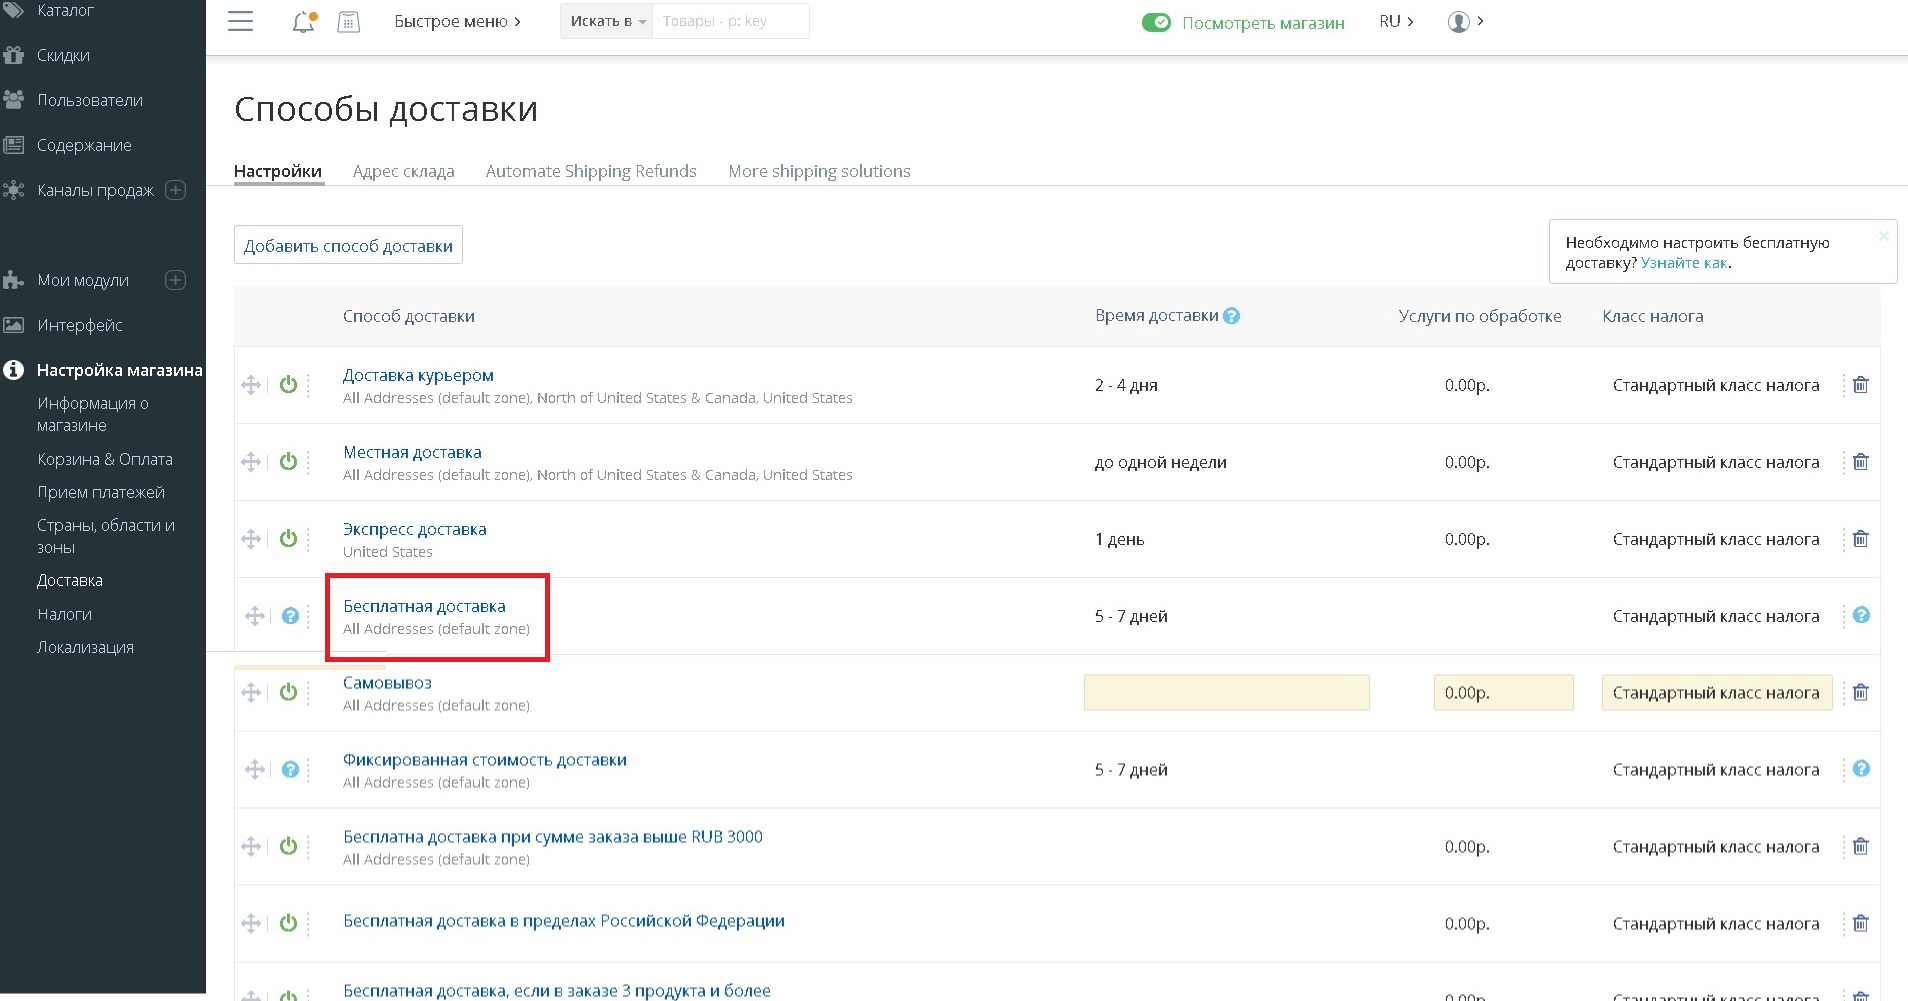 Каталог
Скидки
Пользователи
Содержание
Каналы продаж
Мои модули
Интерфейс
Настройка магазина
Информация о
магазине
Корзина & Оплата
Прием платежей
Страны, области и
зоны
Доставка
Налоги
Локализация
Быстрое меню
Искать в
Товары - p: key
Посмотреть магазин
RU
Способы доставки
Настройки
Адрес склада
Automate Shipping Refunds
More shipping solutions
Добавить способ доставки
Необходимо настроить бесплатную
доставку? Узнайте как.
Способ доставки Время доставки ? Услуги по обработке Класс налога
Доставка курьером
All Addresses (default zone), North of United States & Canada, United States
2 - 4 дня 0.00р. Стандартный класс налога
Местная доставка
All Addresses (default zone), North of United States & Canada, United States
до одной недели 0.00р. Стандартный класс налога
Экспресс доставка
United States
1 день 0.00р. Стандартный класс налога
Бесплатная доставка
All Addresses (default zone)
5 - 7 дней Стандартный класс налога
Самовывоз
All Addresses (default zone)
0.00р. Стандартный класс налога
Фиксированная стоимость доставки
All Addresses (default zone)
5 - 7 дней Стандартный класс налога
Бесплатна доставка при сумме заказа выше RUB 3000
All Addresses (default zone)
0.00р. Стандартный класс налога
Бесплатная доставка в пределах Российской Федерации
0.00р. Стандартный класс налога
Бесплатная доставка, если в заказе 3 продукта и более
0.00р. Стандартный класс налога